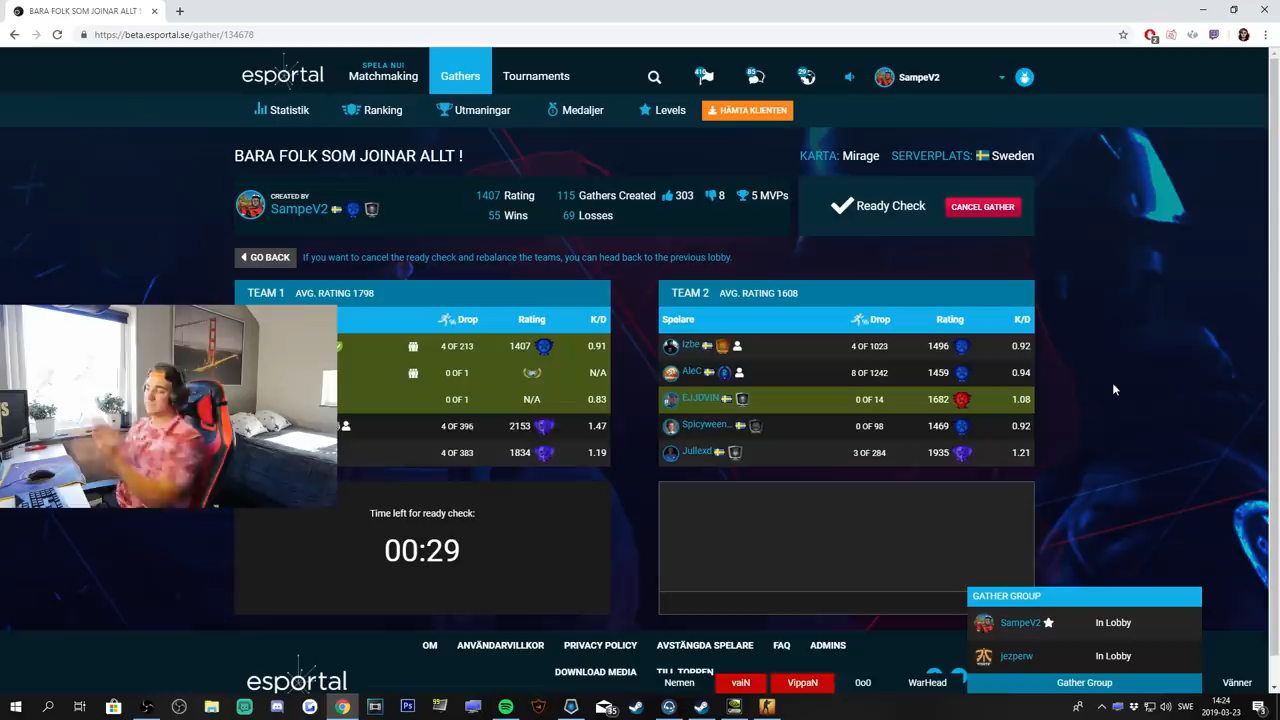 BARA FOLK SOM JOINAR ALLT !
https://beta.esportal.se/gather/134678
2
esportal
SPELA NU!
Matchmaking
Gathers
Tournaments
SampeV2
Statistik
Ranking
Utmaningar
Medaljer
Levels
HÄMTA KLIENTEN
BARA FOLK SOM JOINAR ALLT !
KARTA: Mirage SERVERPLATS: Sweden
CREATED BY
SampeV2
1407 Rating 115 Gathers Created 303 8 5 MVPs
55 Wins 69 Losses
Ready Check
CANCEL GATHER
GO BACK
If you want to cancel the ready check and rebalance the teams, you can head back to the previous lobby.
TEAM 1 AVG. RATING 1798
Drop Rating K/D
4 OF 213 1407 0.91
0 OF 1 N/A
0 OF 1 N/A 0.83
4 OF 396 2153 1.47
4 OF 383 1834 1.19
TEAM 2 AVG. RATING 1608
Spelare Drop Rating K/D
Izbe 4 OF 1023 1496 0.92
AleC 8 OF 1242 1459 0.94
EJJDVIN 0 OF 14 1682 1.08
Spicyween... 0 OF 98 1469 0.92
Jullexd 3 OF 284 1935 1.21
Time left for ready check:
00:29
GATHER GROUP
SampeV2 In Lobby
jezperw In Lobby
Gather Group
OM ANVÄNDARVILLKOR PRIVACY POLICY AVSTÄNGDA SPELARE FAQ ADMINS
DOWNLOAD MEDIA TILL TOPPEN
esportal
Nemen vaiN VippaN 0o0 WarHead
Vänner
SWE
14:24
2019-03-23